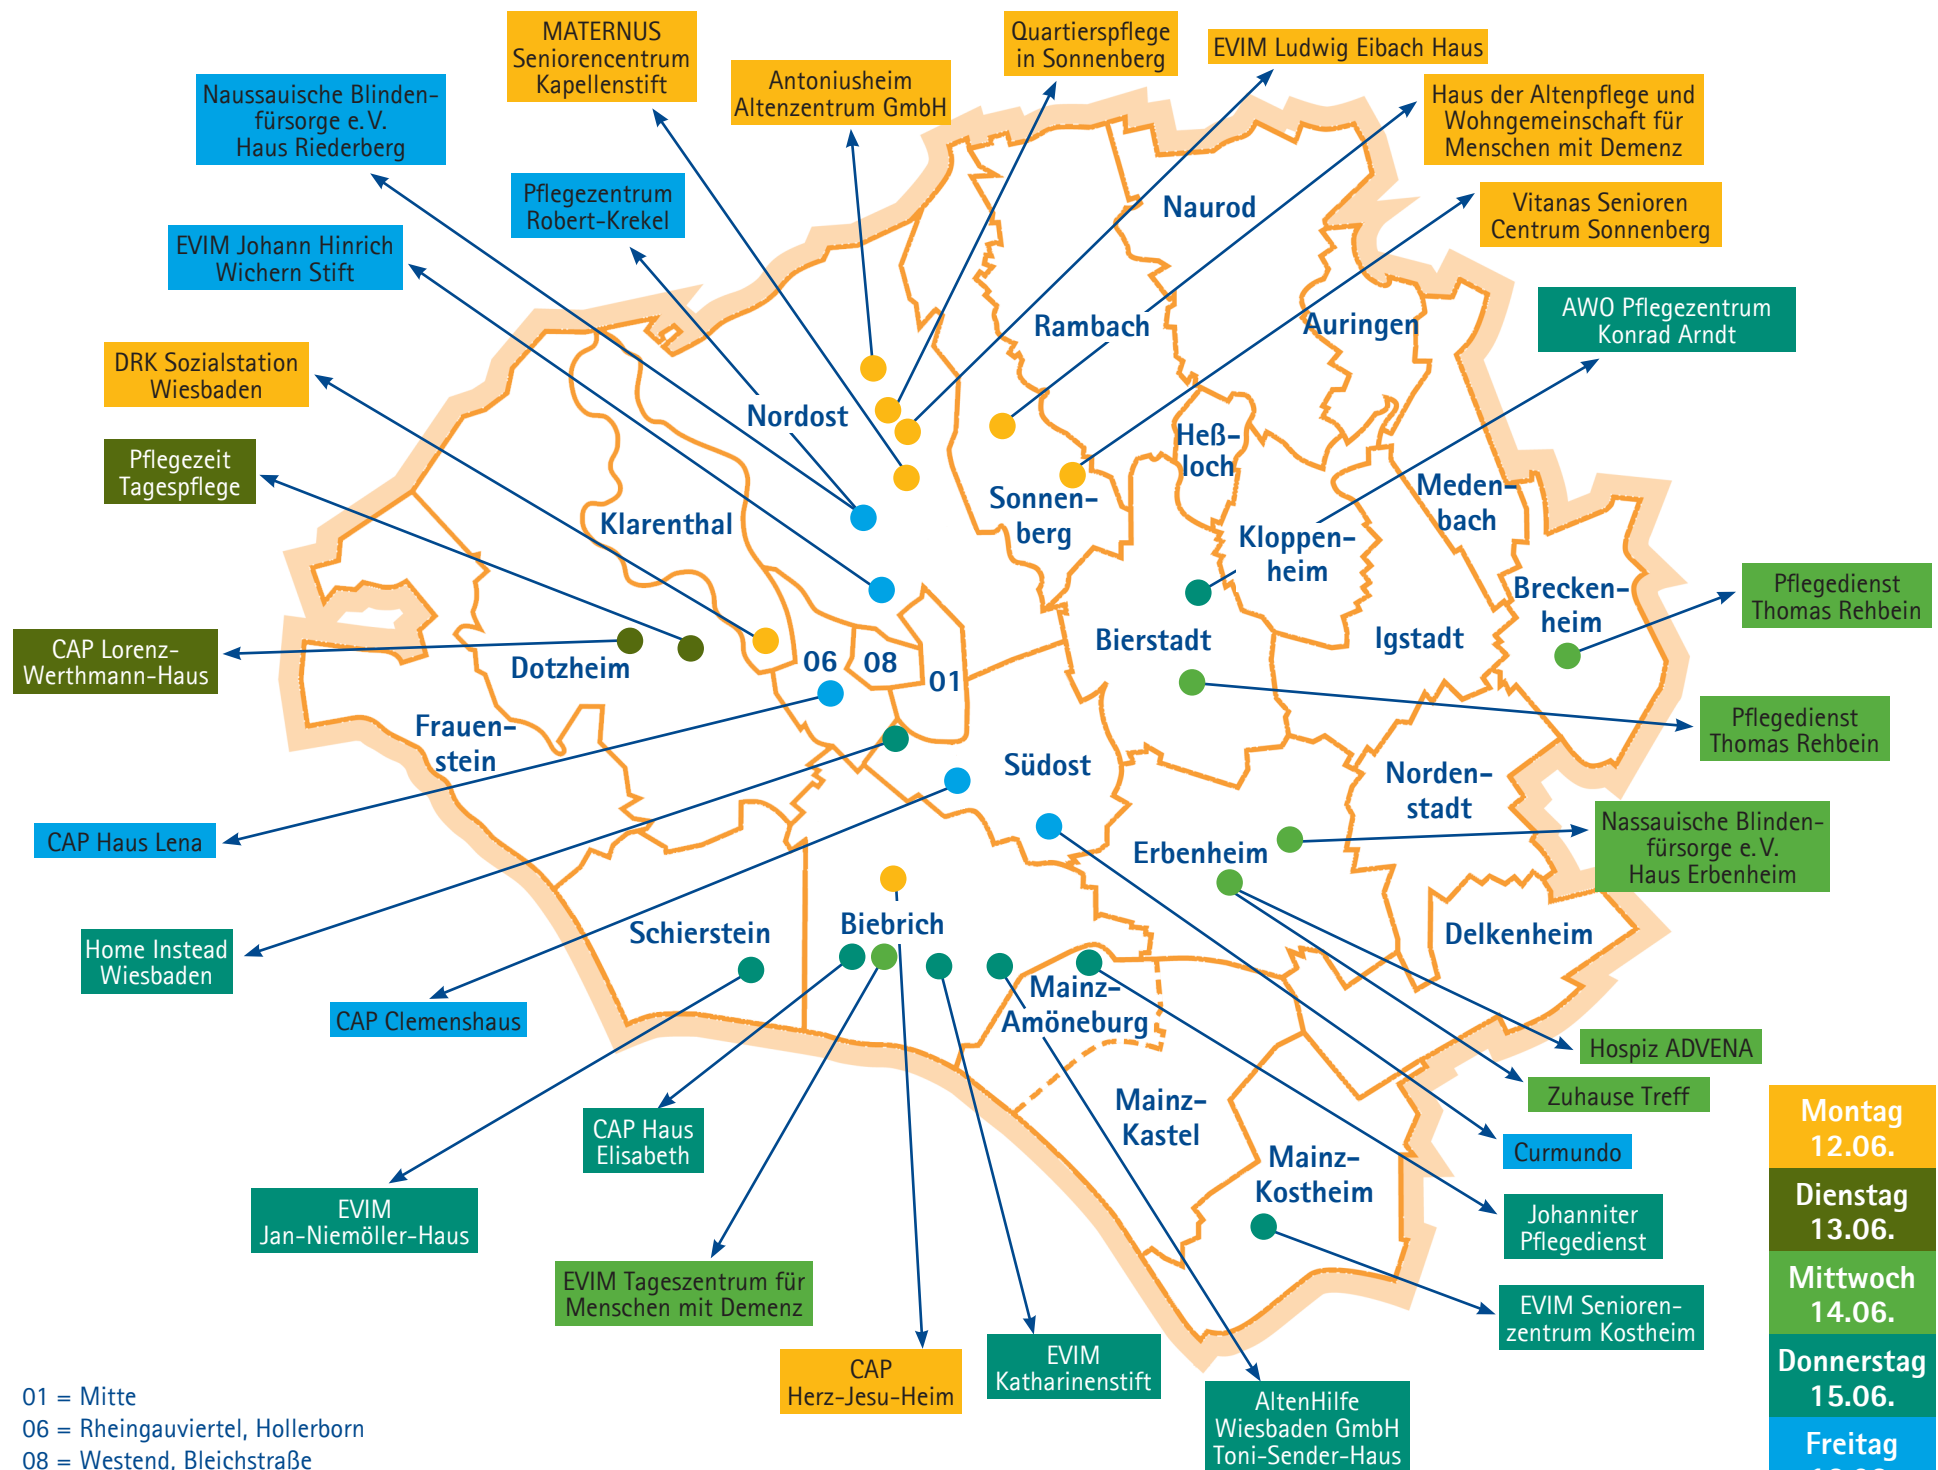 MATERNUS
Seniorencentrum
Kapellenstift
Quartierspflege
in Sonnenberg
EVIM Ludwig Eibach Haus
Antoniusheim
Altenzentrum GmbH
Naussauische Blinden-
fürsorge e.V.
Haus Riederberg
Haus der Altenpflege und
Wohngemeinschaft für
Menschen mit Demenz
Pflegezentrum
Robert-Krekel
Vitanas Senioren
Centrum Sonnenberg
EVIM Johann Hinrich
Wichern Stift
AWO Pflegezentrum
Konrad Arndt
DRK Sozialstation
Wiesbaden
Pflegezeit
Tagespflege
CAP Lorenz-
Werthmann-Haus
Pflegedienst
Thomas Rehbein
Pflegedienst
Thomas Rehbein
CAP Haus Lena
Nassauische Blinden-
fürsorge e.V.
Haus Erbenheim
Home Instead
Wiesbaden
CAP Clemenshaus
Hospiz ADVENA
Zuhause Treff
Curmundo
CAP Haus
Elisabeth
EVIM
Jan-Niemöller-Haus
Johanniter
Pflegedienst
EVIM Tageszentrum für
Menschen mit Demenz
EVIM Senioren-
zentrum Kostheim
CAP
Herz-Jesu-Heim
EVIM
Katharinenstift
AltenHilfe
Wiesbaden GmbH
Toni-Sender-Haus
Naurod
Rambach
Auringen
Nordost
Heß-
loch
Sonnen-
berg
Meden-
bach
Klarenthal
Kloppen-
heim
Brecken-
heim
Bierstadt
Igstadt
Dotzheim
06
08
01
Frauen-
stein
Südost
Norden-
stadt
Erbenheim
Schierstein
Biebrich
Delkenheim
Mainz-
Amöneburg
Mainz-
Kastel
Mainz-
Kostheim
Montag
12.06.
Dienstag
13.06.
Mittwoch
14.06.
Donnerstag
15.06.
Freitag
01 = Mitte
06 = Rheingauviertel, Hollerborn
08 = Westend, Bleichstraße